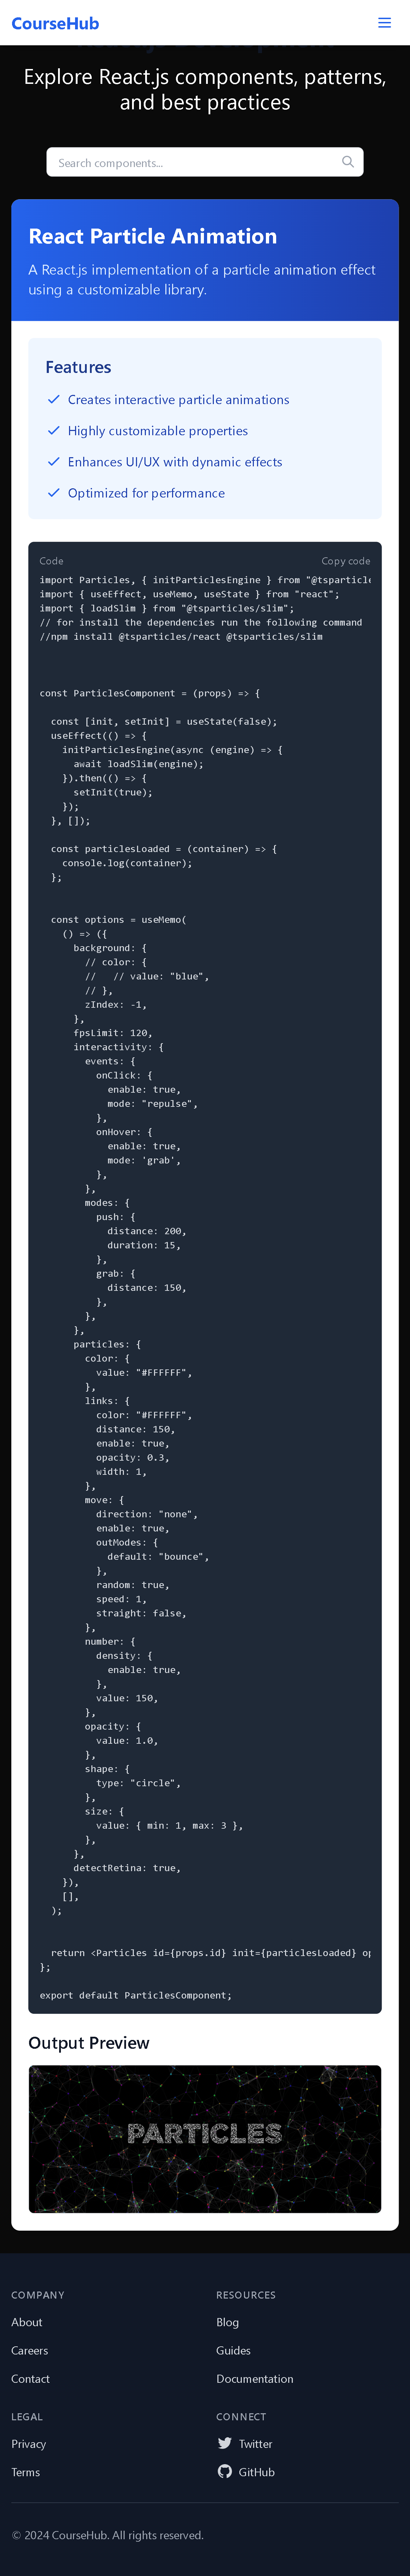 CourseHub
Explore React.js components, patterns,
and best practices
Search components...
React Particle Animation
A React.js implementation of a particle animation effect
using a customizable library.
Features
Creates interactive particle animations
Highly customizable properties
Enhances UI/UX with dynamic effects
Optimized for performance
Code
Copy code
import Particles, { initParticlesEngine } from "@tsparticle
import { useEffect, useMemo, useState } from "react";
import { loadSlim } from "@tsparticles/slim";
// for install the dependencies run the following command
//npm install @tsparticles/react @tsparticles/slim
const ParticlesComponent = (props) => {
  const [init, setInit] = useState(false);
  useEffect(() => {
    initParticlesEngine(async (engine) => {
      await loadSlim(engine);
    }).then(() => {
      setInit(true);
    });
  }, []);
  const particlesLoaded = (container) => {
    console.log(container);
  };
  const options = useMemo(
    () => ({
      background: {
        // color: {
        //   // value: "blue",
        // },
        zIndex: -1,
      },
      fpsLimit: 120,
      interactivity: {
        events: {
          onClick: {
            enable: true,
            mode: "repulse",
          },
          onHover: {
            enable: true,
            mode: 'grab',
          },
        },
        modes: {
          push: {
            distance: 200,
            duration: 15,
          },
          grab: {
            distance: 150,
          },
        },
      },
      particles: {
        color: {
          value: "#FFFFFF",
        },
        links: {
          color: "#FFFFFF",
          distance: 150,
          enable: true,
          opacity: 0.3,
          width: 1,
        },
        move: {
          direction: "none",
          enable: true,
          outModes: {
            default: "bounce",
          },
          random: true,
          speed: 1,
          straight: false,
        },
        number: {
          density: {
            enable: true,
          },
          value: 150,
        },
        opacity: {
          value: 1.0,
        },
        shape: {
          type: "circle",
        },
        size: {
          value: { min: 1, max: 3 },
        },
      },
      detectRetina: true,
    }),
    [],
  );
  return <Particles id={props.id} init={particlesLoaded} op
};
export default ParticlesComponent;
Output Preview
PARTICLES
COMPANY
About
Careers
Contact
RESOURCES
Blog
Guides
Documentation
LEGAL
Privacy
Terms
CONNECT
Twitter
GitHub
© 2024 CourseHub. All rights reserved.